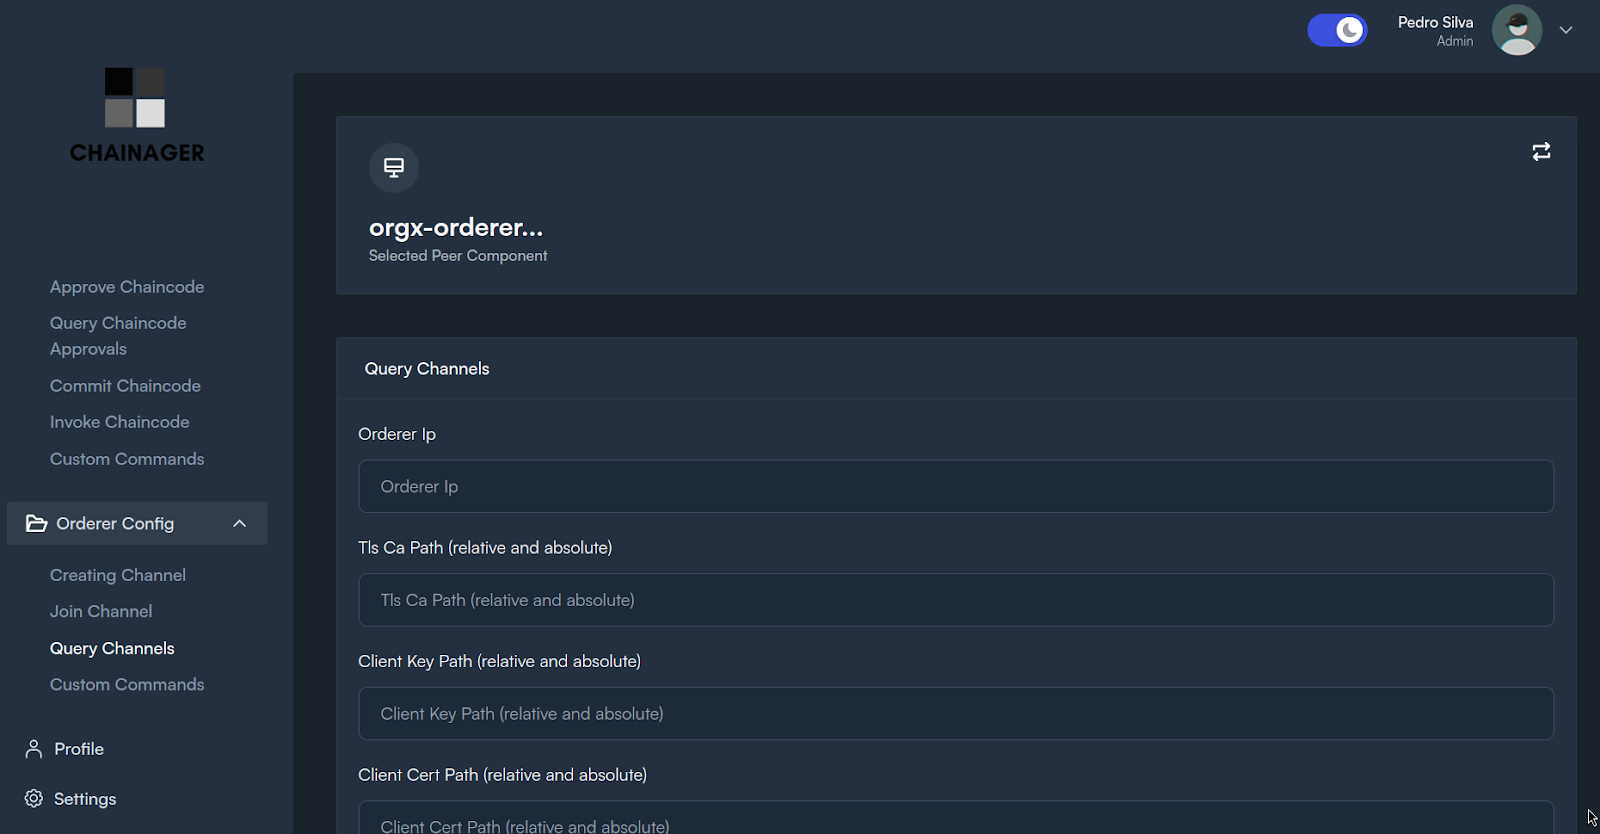 Pedro Silva
Admin
CHAINAGER
Approve Chaincode
Query Chaincode
Approvals
Commit Chaincode
Invoke Chaincode
Custom Commands
Orderer Config
Creating Channel
Join Channel
Query Channels
Custom Commands
Profile
Settings
orgx-orderer...
Selected Peer Component
Query Channels
Orderer Ip
Orderer Ip
Tls Ca Path (relative and absolute)
Tls Ca Path (relative and absolute)
Client Key Path (relative and absolute)
Client Key Path (relative and absolute)
Client Cert Path (relative and absolute)
Client Cert Path (relative and absolute)